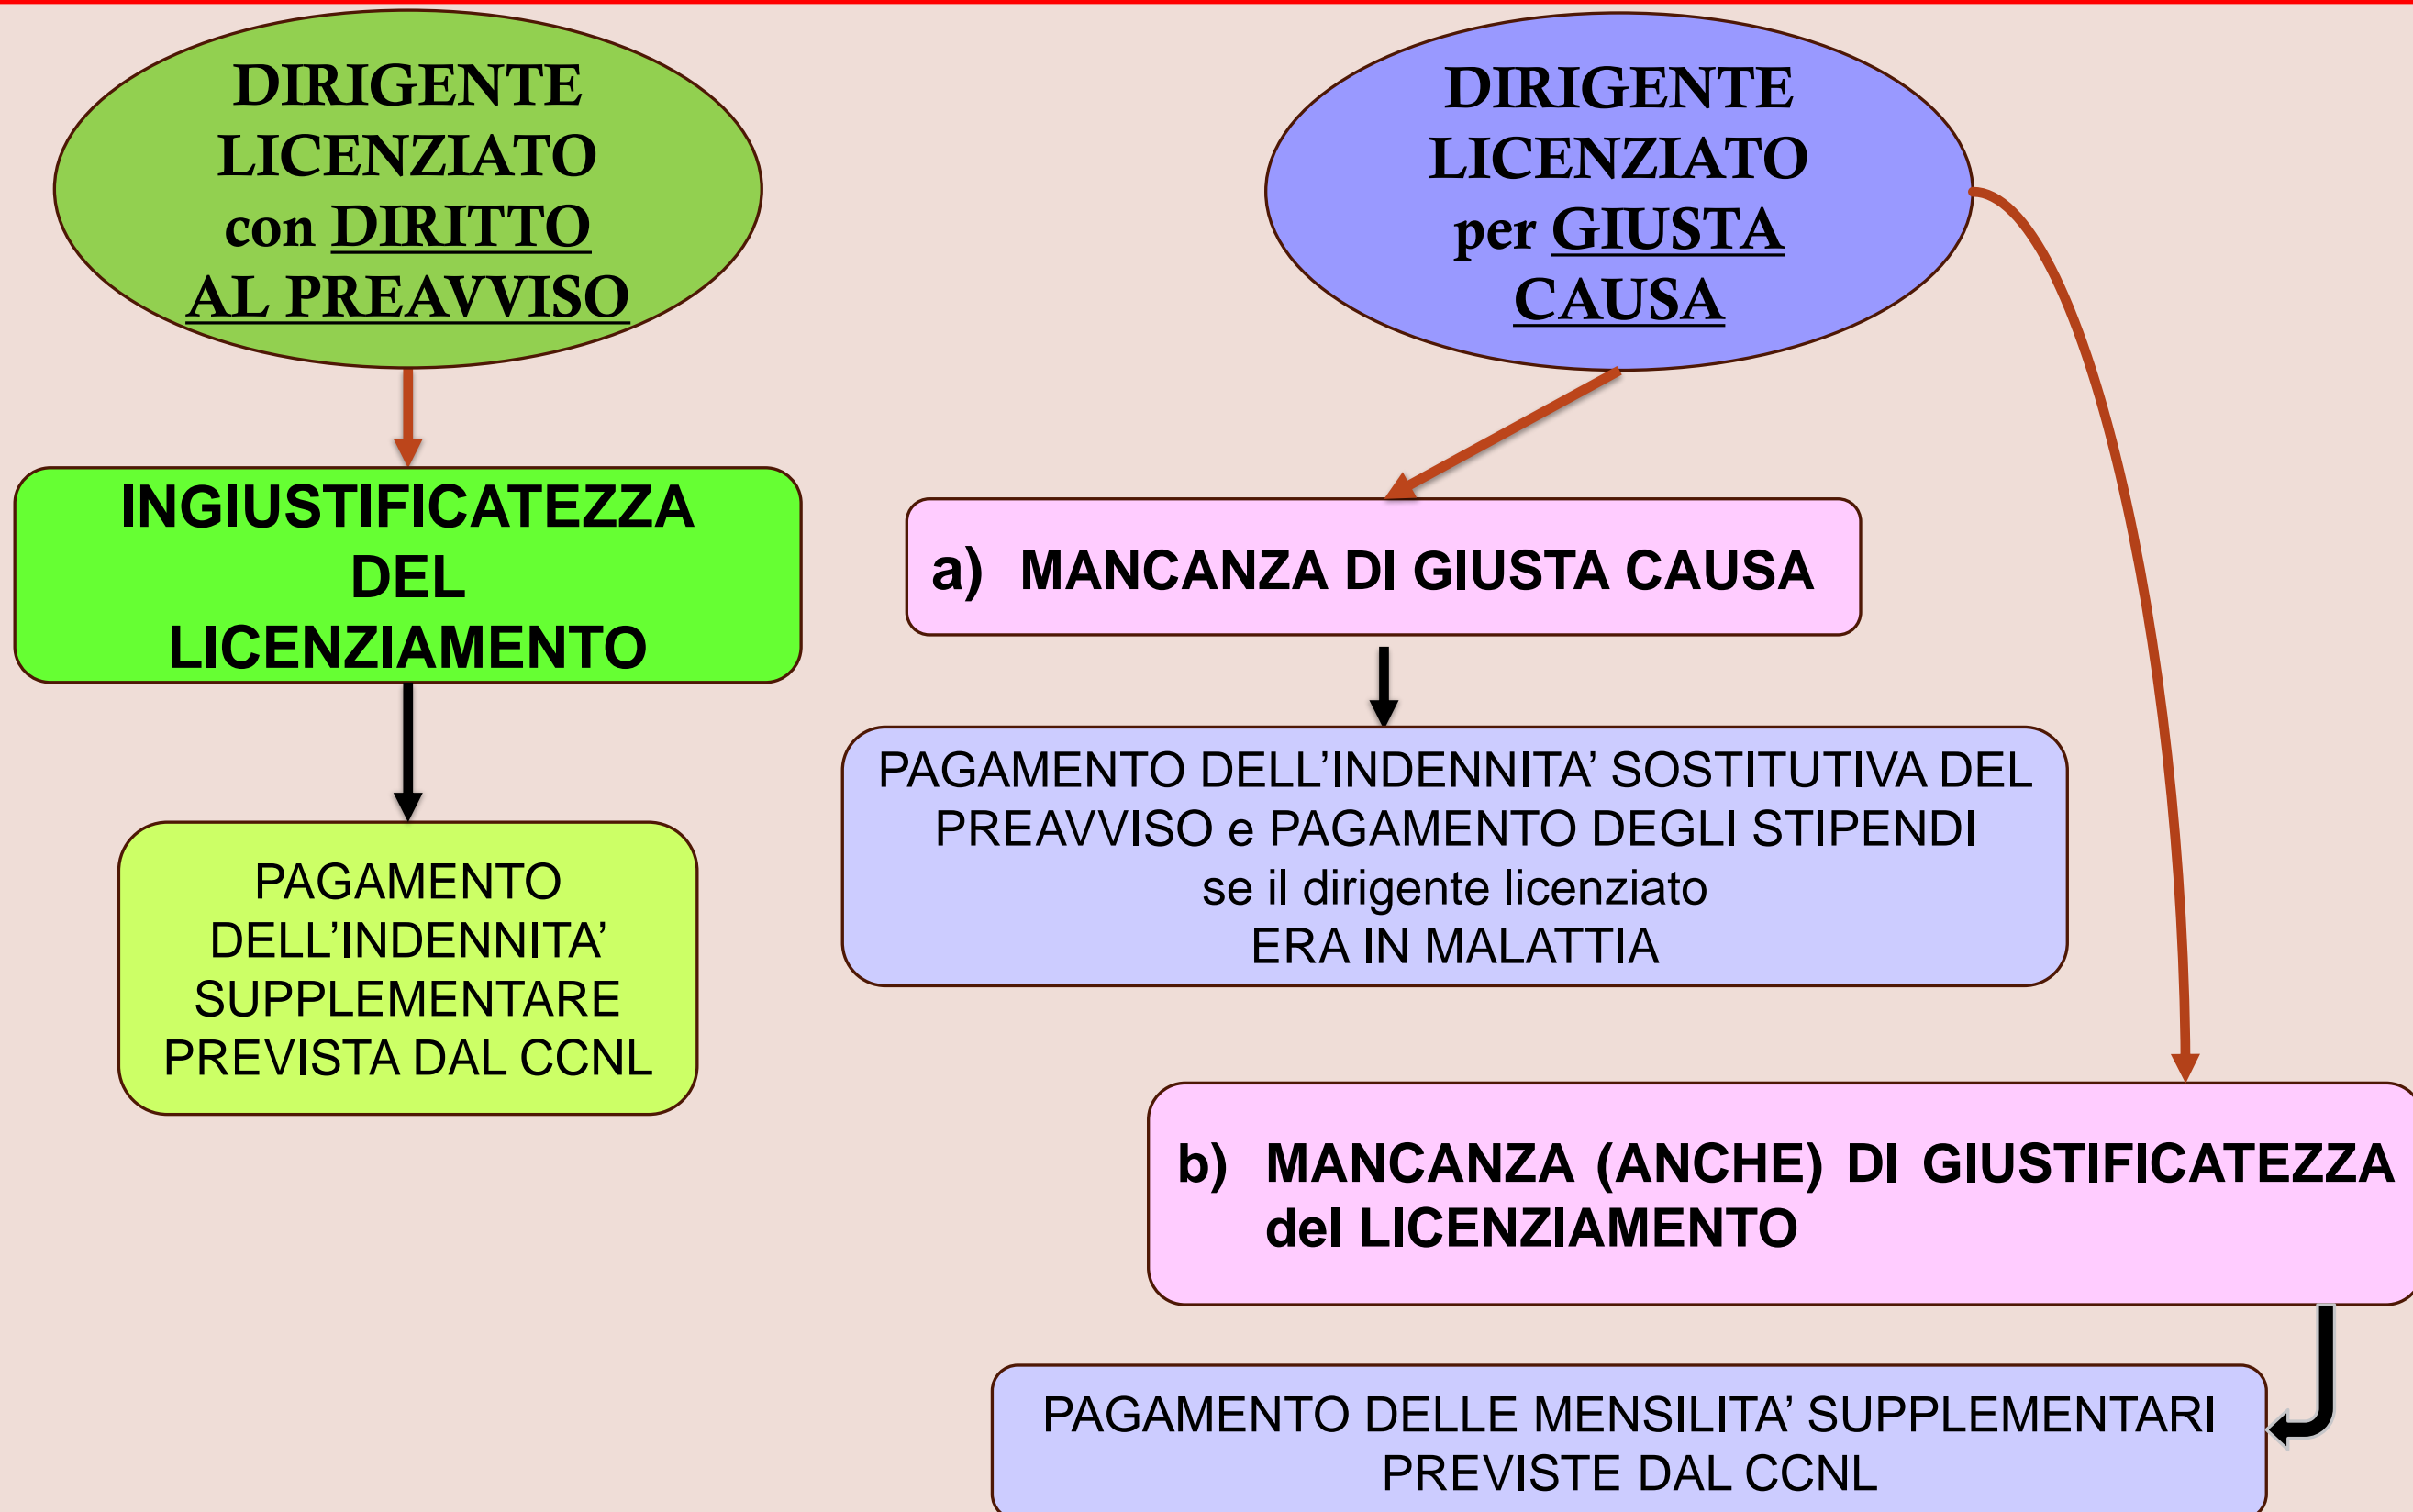 DIRIGENTE
LICENZIATO
con DIRITTO
AL PREAVVISO
INGIUSTIFICATEZZA
DEL
LICENZIAMENTO
PAGAMENTO
DELL’INDENNITA’
SUPPLEMENTARE
PREVISTA DAL CCNL
DIRIGENTE
LICENZIATO
per GIUSTA
CAUSA
a) MANCANZA DI GIUSTA CAUSA
PAGAMENTO DELL’INDENNITA’ SOSTITUTIVA DEL
PREAVVISO e PAGAMENTO DEGLI STIPENDI
se il dirigente licenziato
ERA IN MALATTIA
b) MANCANZA (ANCHE) DI GIUSTIFICATEZZA
del LICENZIAMENTO
PAGAMENTO DELLE MENSILITA’ SUPPLEMENTARI
PREVISTE DAL CCNL